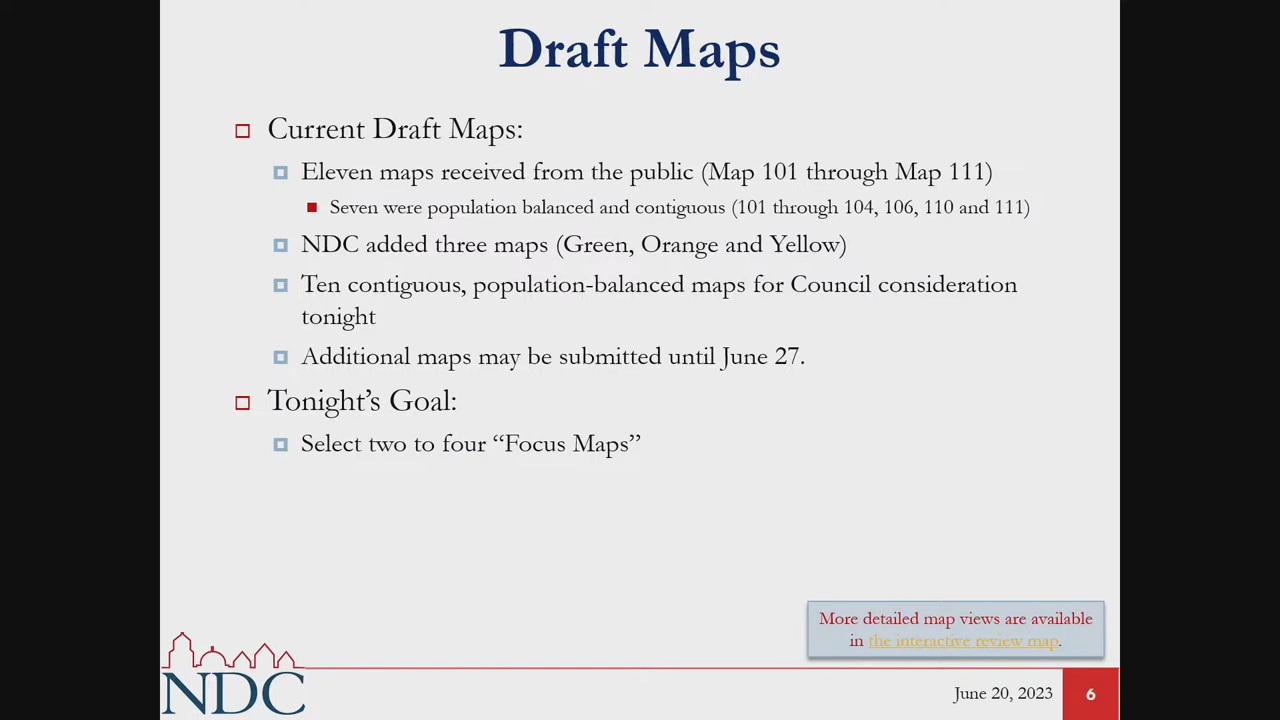 Draft Maps
Current Draft Maps:
Eleven maps received from the public (Map 101 through Map 111)
Seven were population balanced and contiguous (101 through 104, 106, 110 and 111)
NDC added three maps (Green, Orange and Yellow)
Ten contiguous, population-balanced maps for Council consideration
tonight
Additional maps may be submitted until June 27.
Tonight’s Goal:
Select two to four “Focus Maps”
More detailed map views are available
in the interactive review map.
NDC
June 20, 2023
6